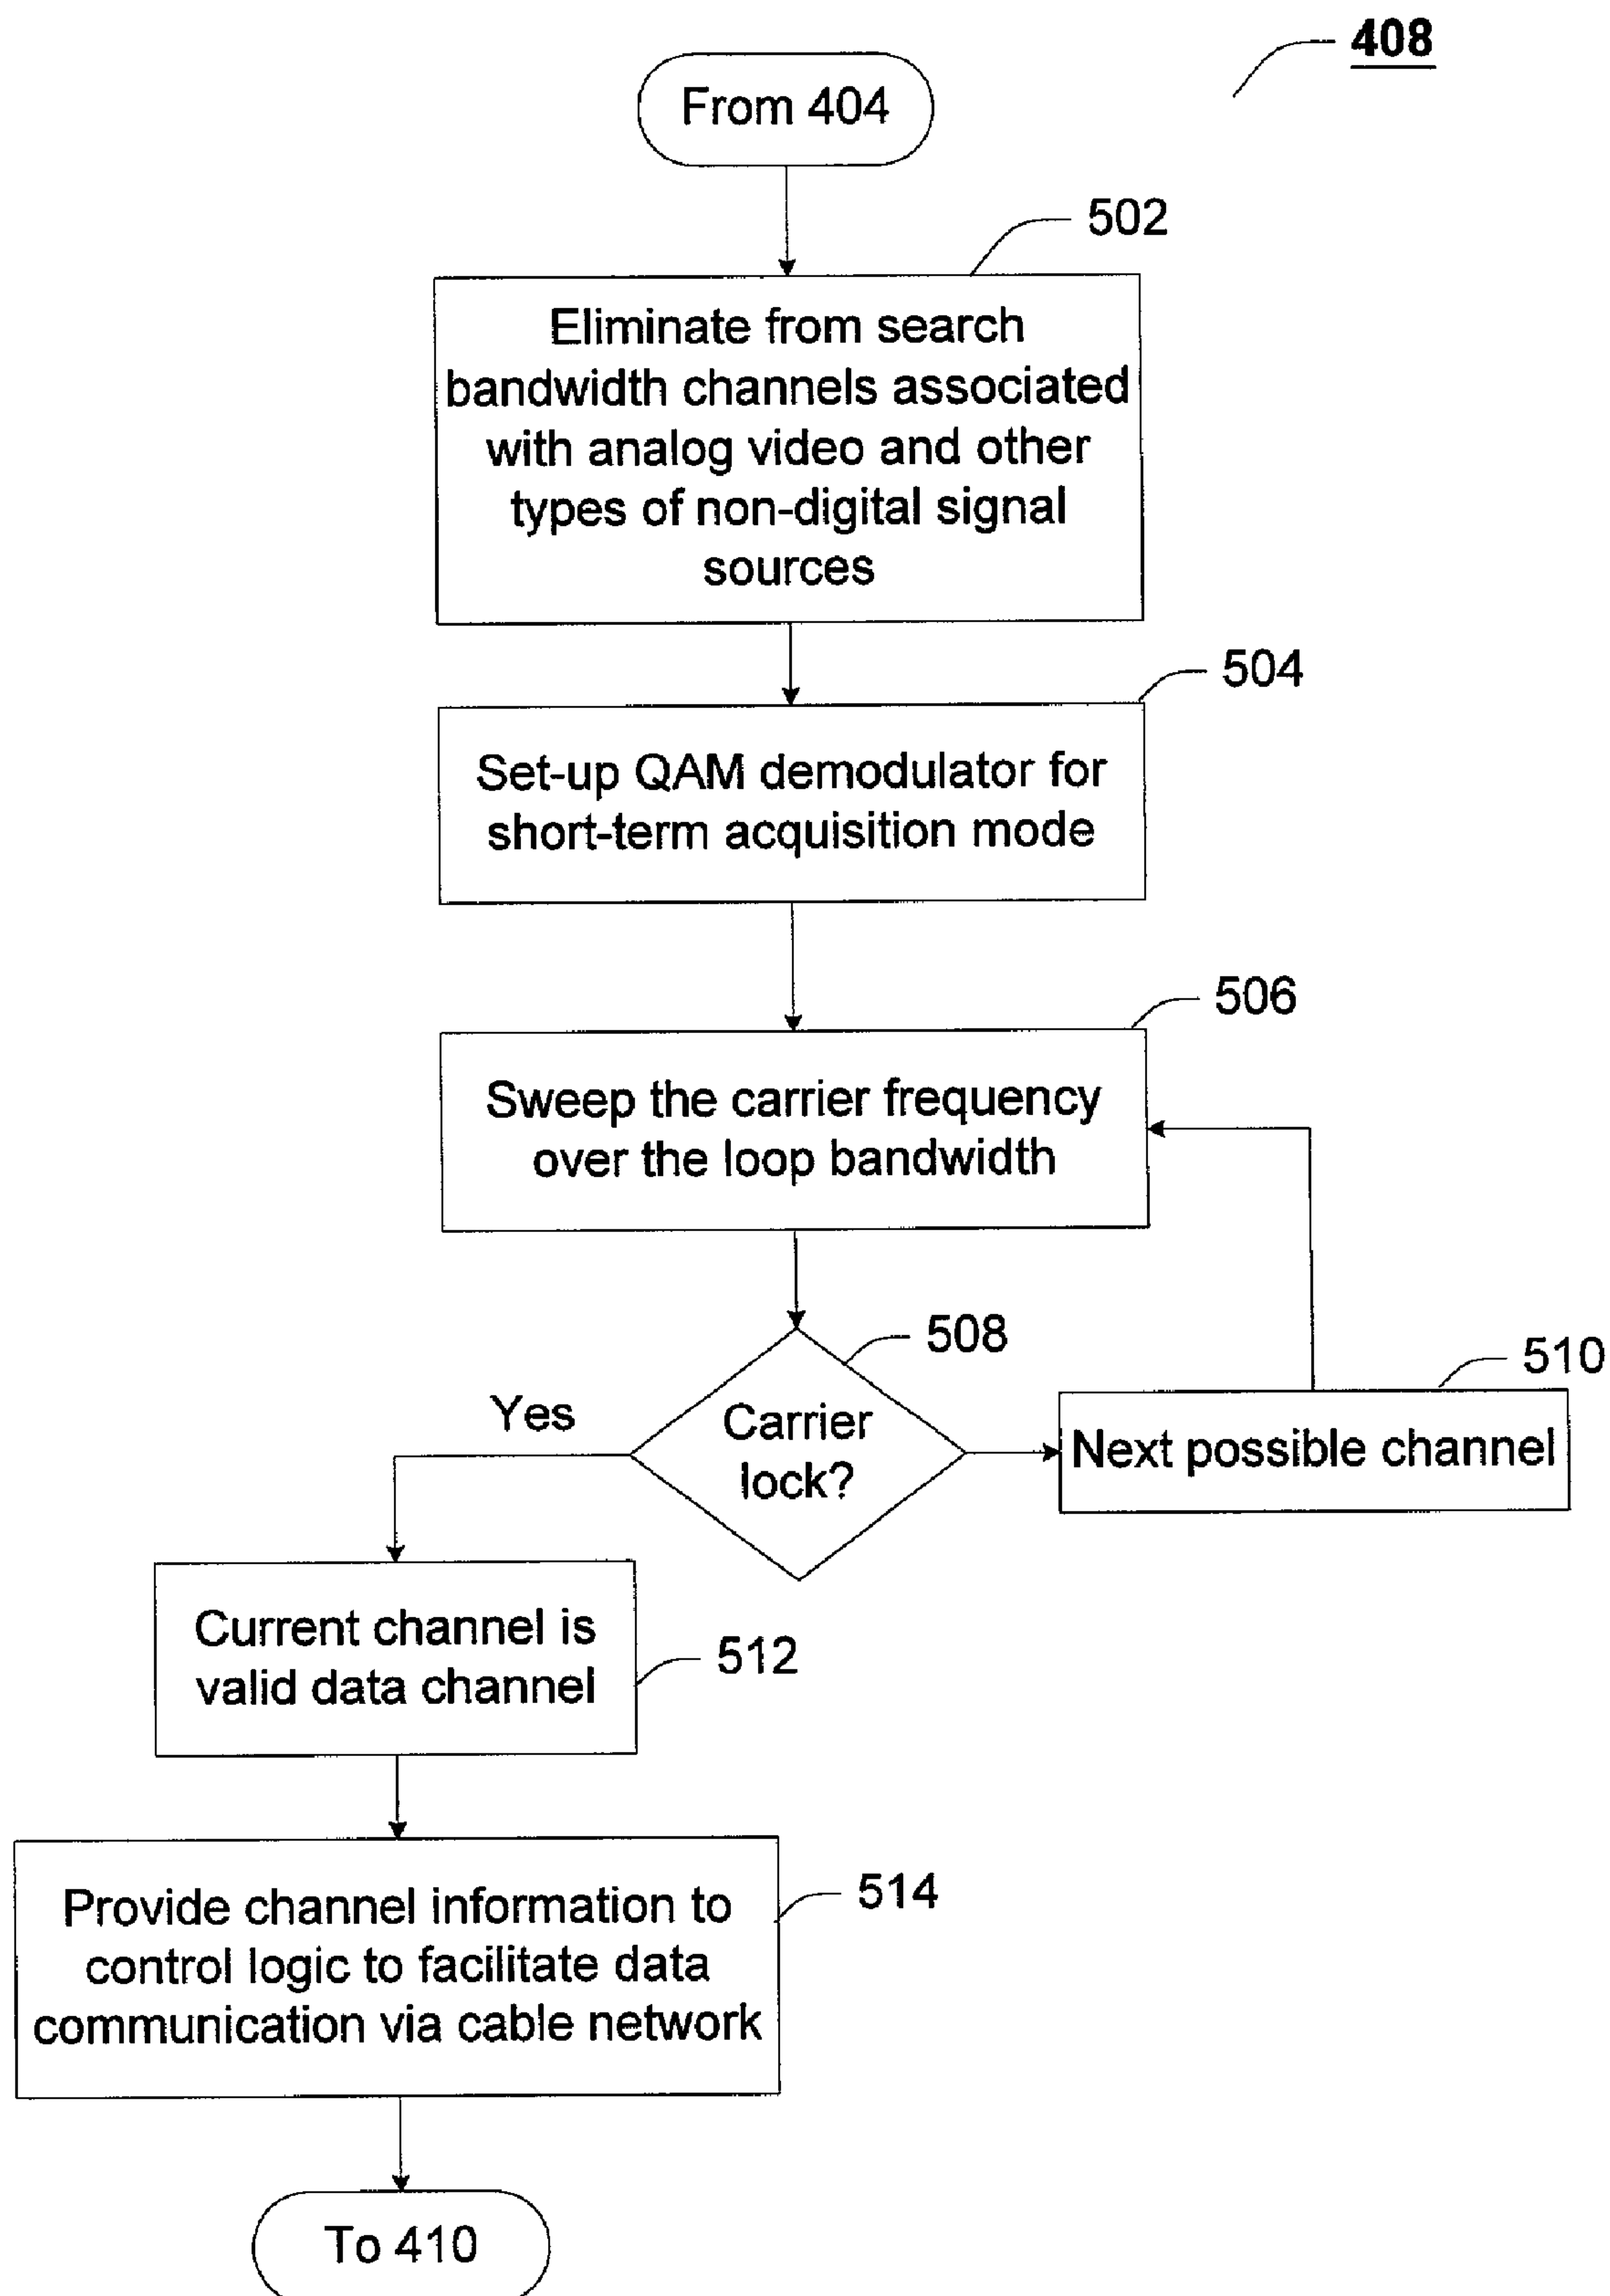 408
From 404
502
Eliminate from search
bandwidth channels associated
with analog video and other
types of non-digital signal
sources
504
Set-up QAM demodulator for
short-term acquisition mode
506
Sweep the carrier frequency
over the loop bandwidth
508
Carrier
lock?
Yes
510
Next possible channel
Current channel is
valid data channel
512
Provide channel information to
control logic to facilitate data
communication via cable network
514
To 410